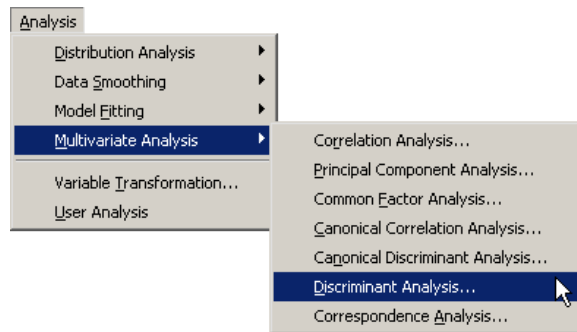 Analysis
Distribution Analysis
Data Smoothing
Model Fitting
Multivariate Analysis
Variable Transformation...
User Analysis
Correlation Analysis...
Principal Component Analysis...
Common Factor Analysis...
Canonical Correlation Analysis...
Canonical Discriminant Analysis...
Discriminant Analysis...
Correspondence Analysis...